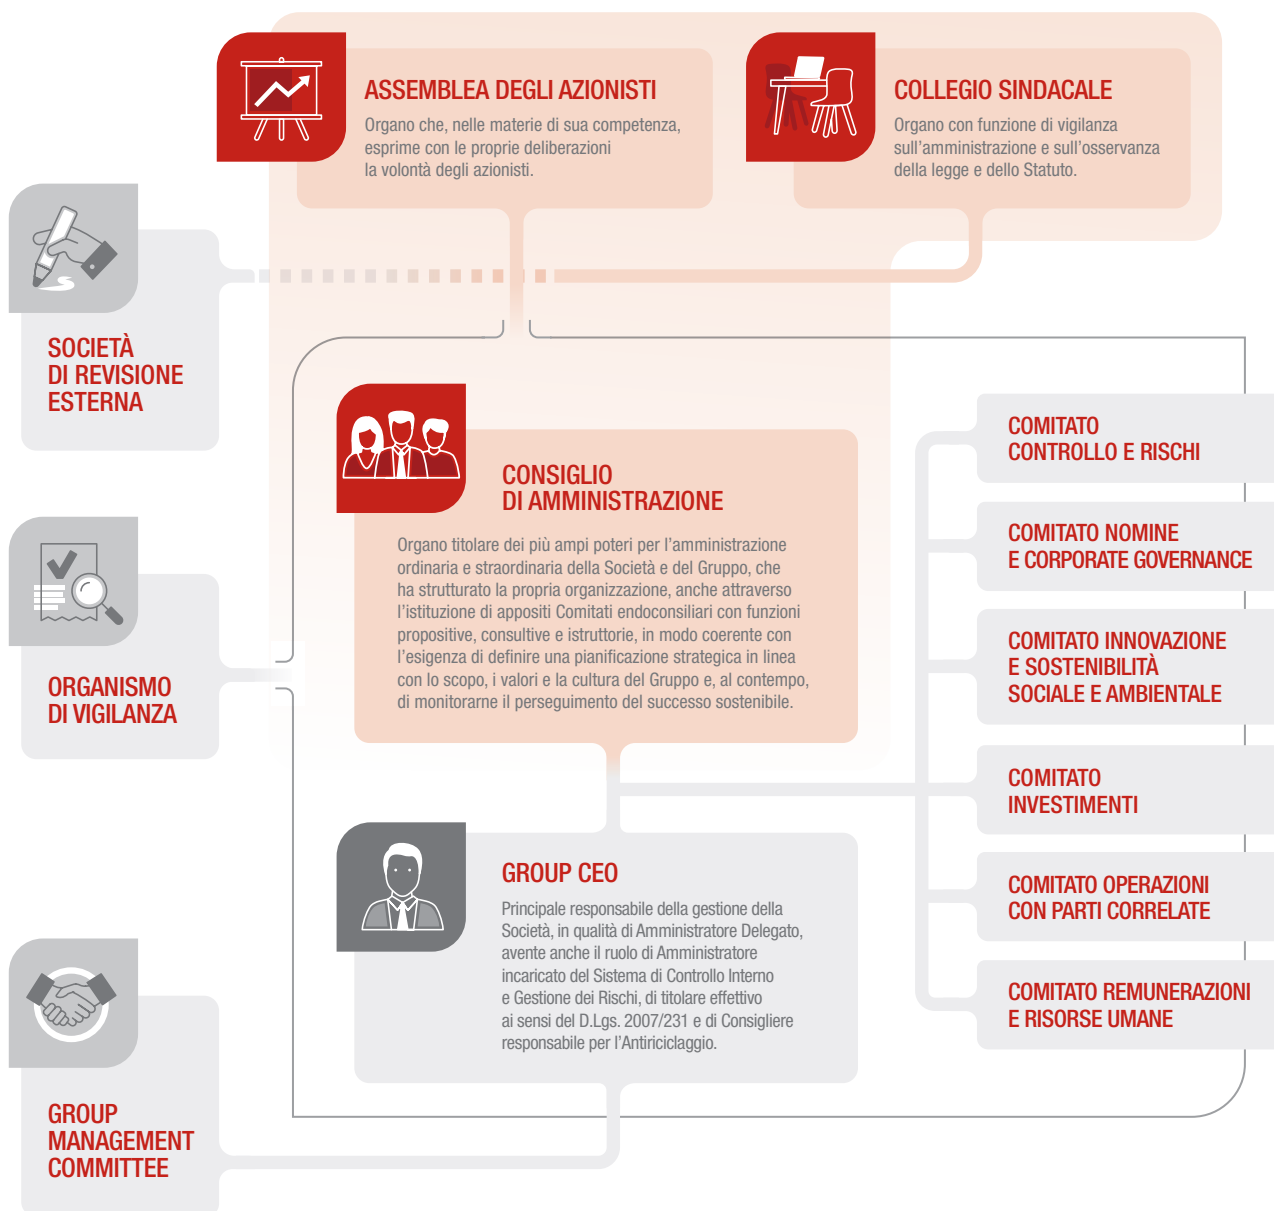 ASSEMBLEA DEGLI AZIONISTI
Organo che, nelle materie di sua competenza,
esprime con le proprie deliberazioni
la volontà degli azionisti.
COLLEGIO SINDACALE
Organo con funzione di vigilanza
sull'amministrazione e sull'osservanza
della legge e dello Statuto.
SOCIETÀ
DI REVISIONE
ESTERNA
CONSIGLIO
DI AMMINISTRAZIONE
Organo titolare dei più ampi poteri per l'amministrazione
ordinaria e straordinaria della Società e del Gruppo, che
ha strutturato la propria organizzazione, anche attraverso
l'istituzione di appositi Comitati endoconsiliari con funzioni
propositive, consultive e istruttorie, in modo coerente con
l'esigenza di definire una pianificazione strategica in linea
con lo scopo, i valori e la cultura del Gruppo e, al contempo,
di monitorarne il perseguimento del successo sostenibile.
ORGANISMO
DI VIGILANZA
GROUP CEO
Principale responsabile della gestione della
Società, in qualità di Amministratore Delegato,
avente anche il ruolo di Amministratore
incaricato del Sistema di Controllo Interno
e Gestione dei Rischi, di titolare effettivo
ai sensi del D.Lgs. 2007/231 e di Consigliere
responsabile per l'Antiriciclaggio.
GROUP
MANAGEMENT
COMMITTEE
COMITATO
CONTROLLO E RISCHI
COMITATO NOMINE
E CORPORATE GOVERNANCE
COMITATO INNOVAZIONE
E SOSTENIBILITÀ
SOCIALE E AMBIENTALE
COMITATO
INVESTIMENTI
COMITATO OPERAZIONI
CON PARTI CORRELATE
COMITATO REMUNERAZIONI
E RISORSE UMANE